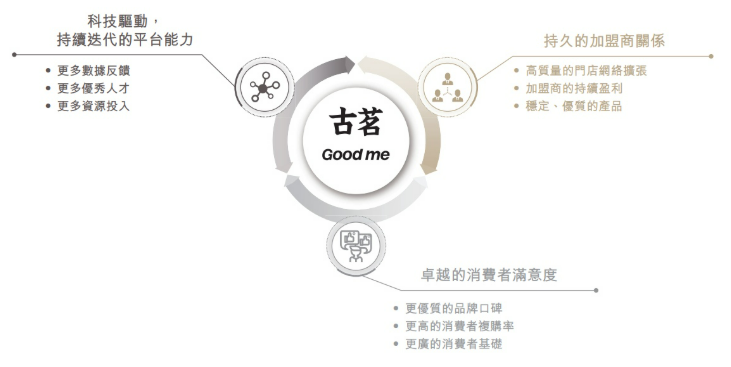 科技驅動，
持續迭代的平台能力
• 更多數據反饋
• 更多優秀人才
• 更多資源投入
持久的加盟商關係
• 高質量的門店網絡擴張
• 加盟商的持續盈利
• 穩定、優質的產品
古茗
Good me
卓越的消費者滿意度
• 更優質的品牌口碑
• 更高的消費者複購率
• 更廣的消費者基礎